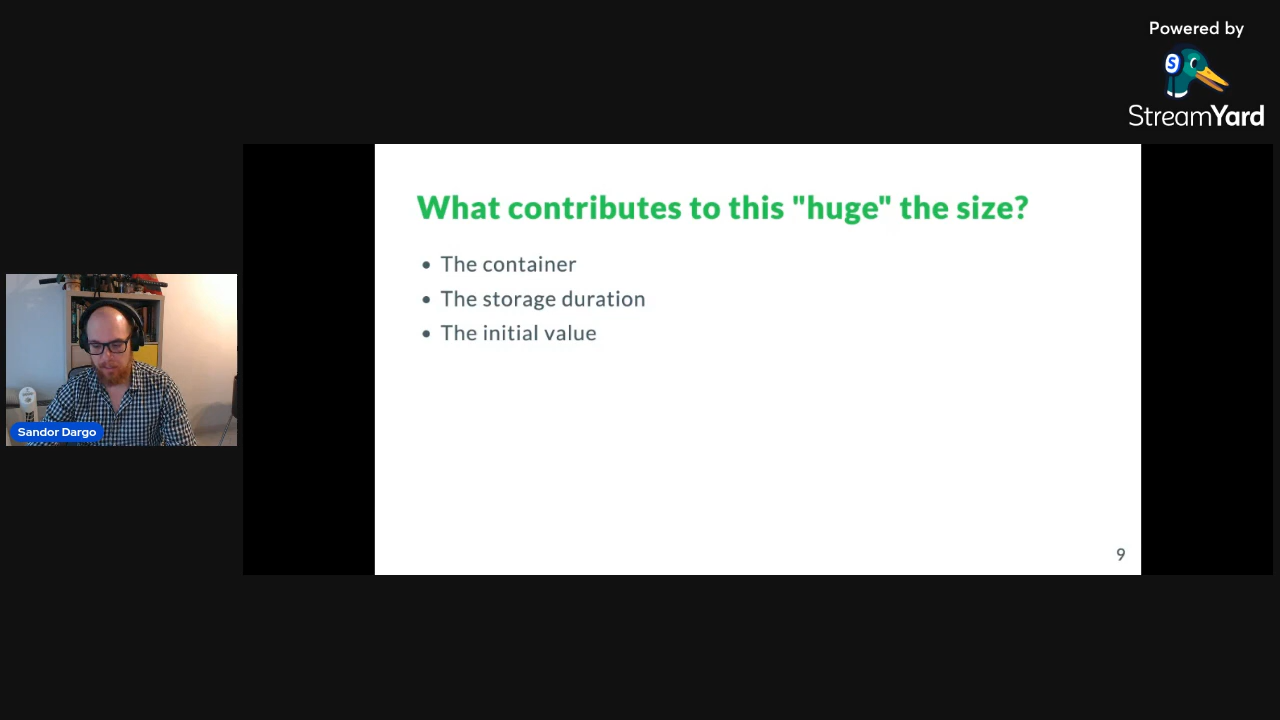 Powered by
S
StreamYard
What contributes to this "huge" the size?
• The container
• The storage duration
• The initial value
Sandor Dargo
9